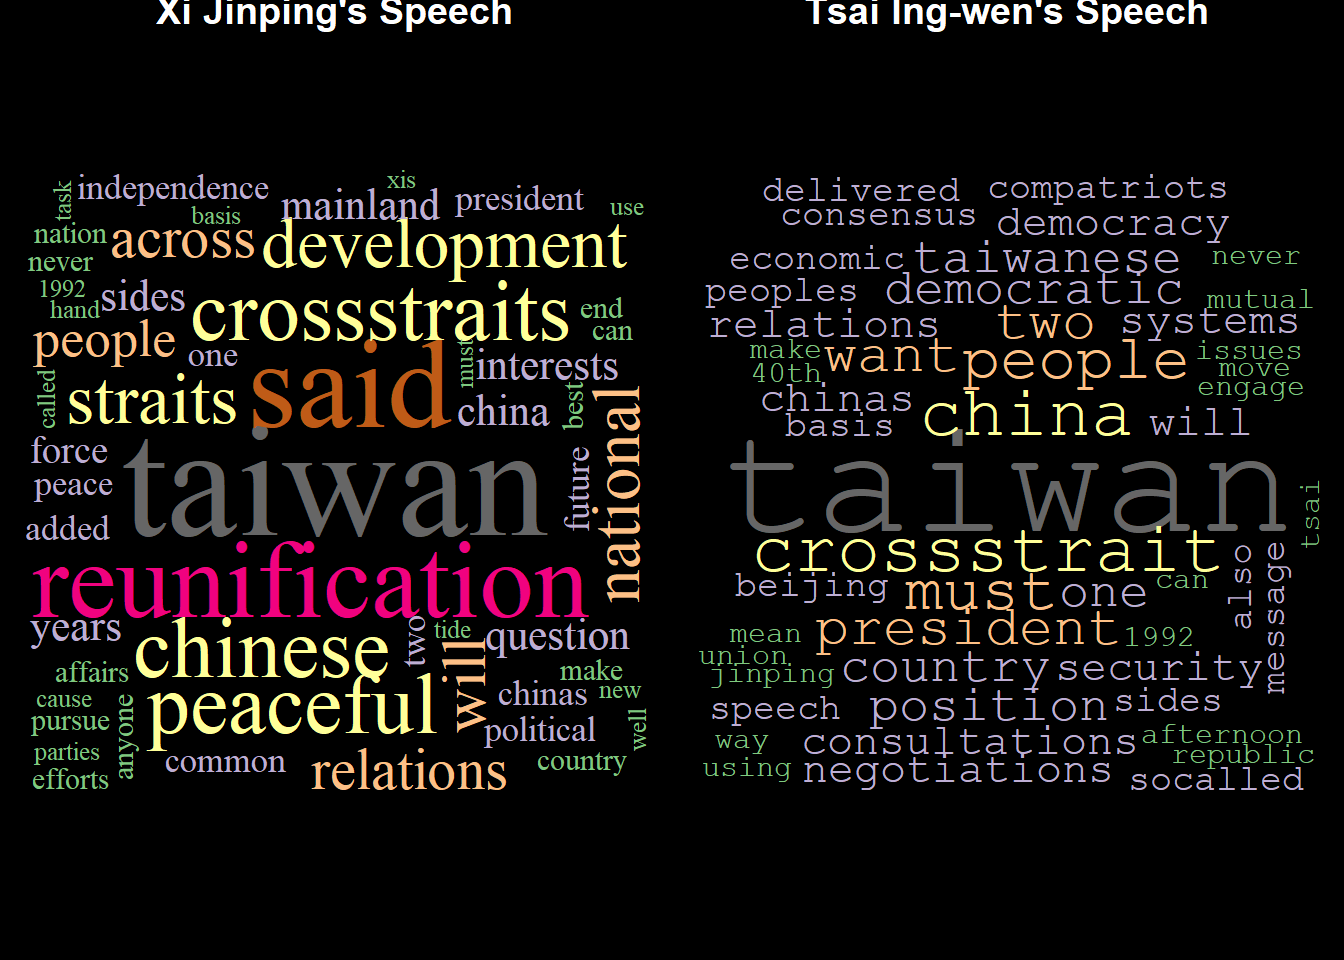 Xi Jinping's Speech
xis
task
independence
mainland
president
use
basis
nation
across
development
never
1992
sides
hand
crossstraits
end
can
people
one
must
interests
said
called
straits
china
best
national
force
taiwan
future
peace
added
reunification
years
chinese
two
tide
question
will
affairs
make
cause
peaceful
chinas
new
pursue
anyone
political
well
parties
common
relations
country
efforts
Tsai Ing-wen's Speech
delivered
compatriots
consensus
democracy
economic
taiwanese
never
peoples
democratic
mutual
relations
two
systems
make
want
people
issues
40th
move
engage
chinas
china
basis
will
taiwan
tsai
crossstrait
beijing
must
one
can
also
message
mean
president
1992
union
jinping
country
security
speech
position
sides
way
consultations
afternoon
republic
using
negotiations
socalled